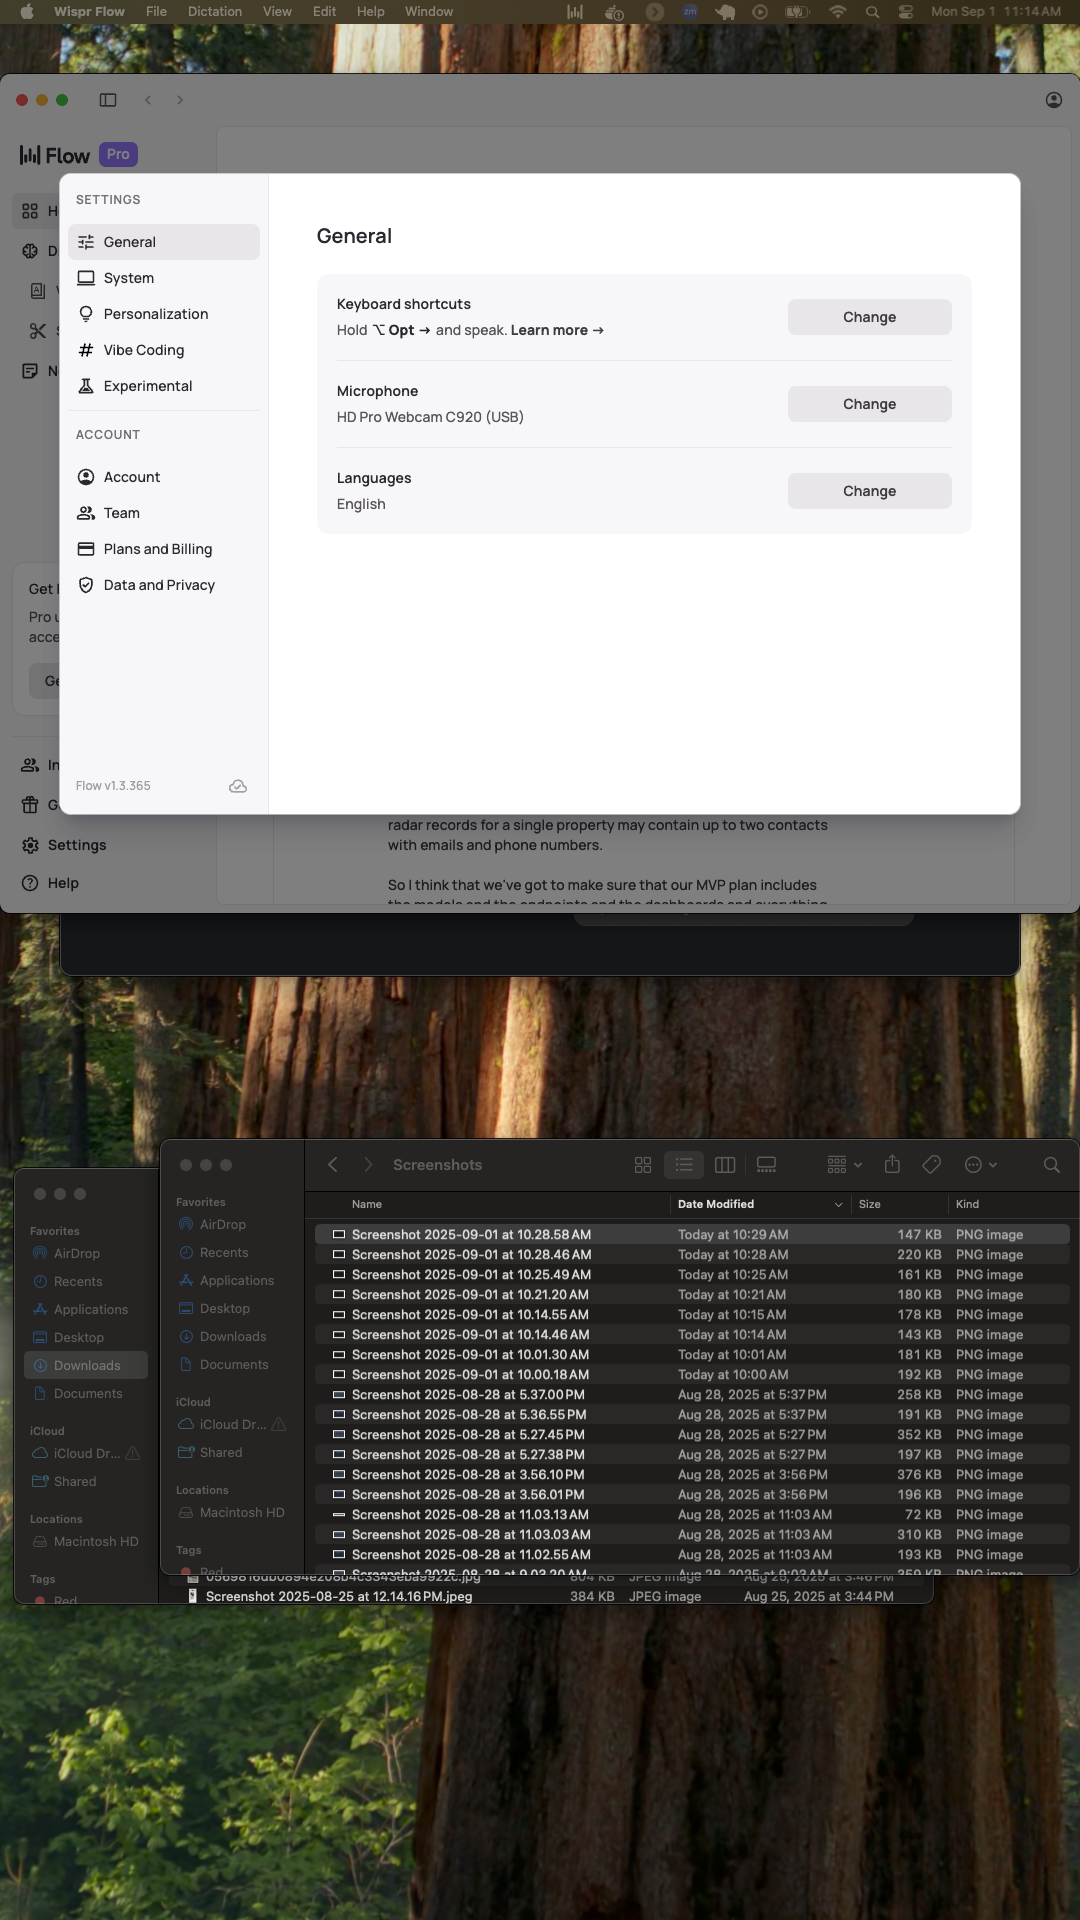 Wispr Flow File Dictation View Edit Help Window zm Mon Sep 1 11:14 AM
Flow Pro
SETTINGS
General
System
Personalization
Vibe Coding
Experimental
ACCOUNT
Account
Team
Plans and Billing
Data and Privacy
Flow v1.3.365
General
Keyboard shortcuts
Hold ⌥ Opt → and speak. Learn more →
Change
Microphone
HD Pro Webcam C920 (USB)
Change
Languages
English
Change
Get
Pro
Settings
Help
radar records for a single property may contain up to two contacts
with emails and phone numbers.
So I think that we've got to make sure that our MVP plan includes
the models and the endpoints and the dashboards and everything
Favorites
AirDrop
Recents
Applications
Desktop
Downloads
Documents
iCloud
iCloud Dr...
Shared
Locations
Macintosh HD
Tags
Red
Favorites
AirDrop
Recents
Applications
Desktop
Downloads
Documents
iCloud
iCloud Dr...
Shared
Locations
Macintosh HD
Tags
Red
Screenshots
Name Date Modified Size Kind
Screenshot 2025-09-01 at 10.28.58 AM Today at 10:29 AM 147 KB PNG image
Screenshot 2025-09-01 at 10.28.46 AM Today at 10:28 AM 220 KB PNG image
Screenshot 2025-09-01 at 10.25.49 AM Today at 10:25 AM 161 KB PNG image
Screenshot 2025-09-01 at 10.21.20 AM Today at 10:21 AM 180 KB PNG image
Screenshot 2025-09-01 at 10.14.55 AM Today at 10:15 AM 178 KB PNG image
Screenshot 2025-09-01 at 10.14.46 AM Today at 10:14 AM 143 KB PNG image
Screenshot 2025-09-01 at 10.01.30 AM Today at 10:01 AM 181 KB PNG image
Screenshot 2025-09-01 at 10.00.18 AM Today at 10:00 AM 192 KB PNG image
Screenshot 2025-08-28 at 5.37.00 PM Aug 28, 2025 at 5:37 PM 258 KB PNG image
Screenshot 2025-08-28 at 5.36.55 PM Aug 28, 2025 at 5:37 PM 191 KB PNG image
Screenshot 2025-08-28 at 5.27.45 PM Aug 28, 2025 at 5:27 PM 352 KB PNG image
Screenshot 2025-08-28 at 5.27.38 PM Aug 28, 2025 at 5:27 PM 197 KB PNG image
Screenshot 2025-08-28 at 3.56.10 PM Aug 28, 2025 at 3:56 PM 376 KB PNG image
Screenshot 2025-08-28 at 3.56.01 PM Aug 28, 2025 at 3:56 PM 196 KB PNG image
Screenshot 2025-08-28 at 11.03.13 AM Aug 28, 2025 at 11:03 AM 72 KB PNG image
Screenshot 2025-08-28 at 11.03.03 AM Aug 28, 2025 at 11:03 AM 310 KB PNG image
Screenshot 2025-08-28 at 11.02.55 AM Aug 28, 2025 at 11:03 AM 193 KB PNG image
Screenshot 2025-08-28 at 9.03.20 AM Aug 28, 2025 at 9:03 AM 359 KB PNG image
JPEG image Aug 25, 2025 at 3:46 PM
Screenshot 2025-08-25 at 12.14.16 PM.jpeg 384 KB JPEG image Aug 25, 2025 at 3:44 PM